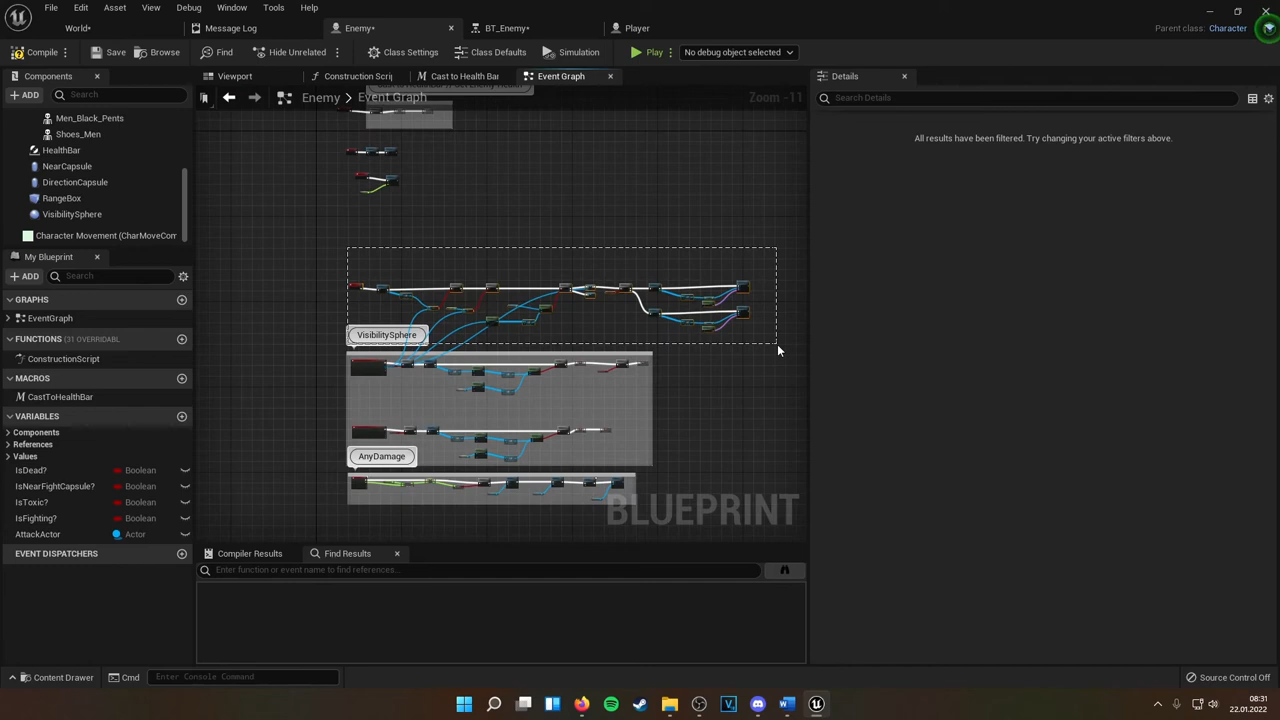 File Edit Asset View Debug Window Tools Help
World* Message Log Enemy* BT_Enemy* Player Parent class: Character
Compile Save Browse Find Hide Unrelated Class Settings Class Defaults Simulation Play No debug object selected
Components Viewport Construction Scrip Cast to Health Bar Event Graph Details
ADD Search Enemy > Event Graph Zoom -11 Search Details
Men_Black_Pents
Shoes_Men
HealthBar
NearCapsule
DirectionCapsule
RangeBox
VisibilitySphere
Character Movement (CharMoveCom
All results have been filtered. Try changing your active filters above.
My Blueprint
ADD Search
GRAPHS
EventGraph
FUNCTIONS (31 OVERRIDABL
ConstructionScript
MACROS
CastToHealthBar
VARIABLES
Components
References
Values
IsDead? Boolean
IsNearFightCapsule? Boolean
IsToxic? Boolean
IsFighting? Boolean
AttackActor Actor
EVENT DISPATCHERS
VisibilitySphere
AnyDamage
BLUEPRINT
Compiler Results Find Results
Enter function or event name to find references...
Content Drawer Cmd Enter Console Command Source Control Off
08:31
22.01.2022